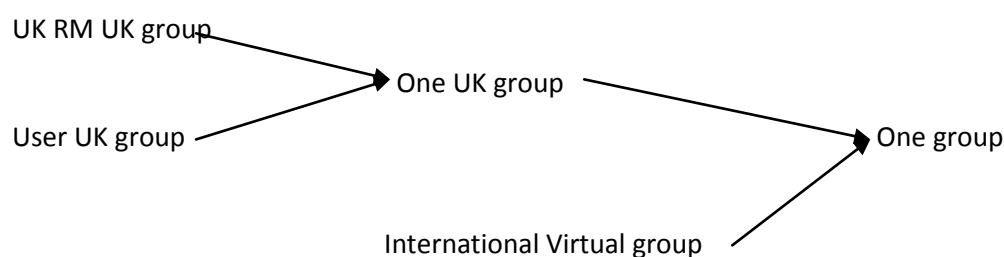 UK RM UK group
One UK group
User UK group
One group
International Virtual group